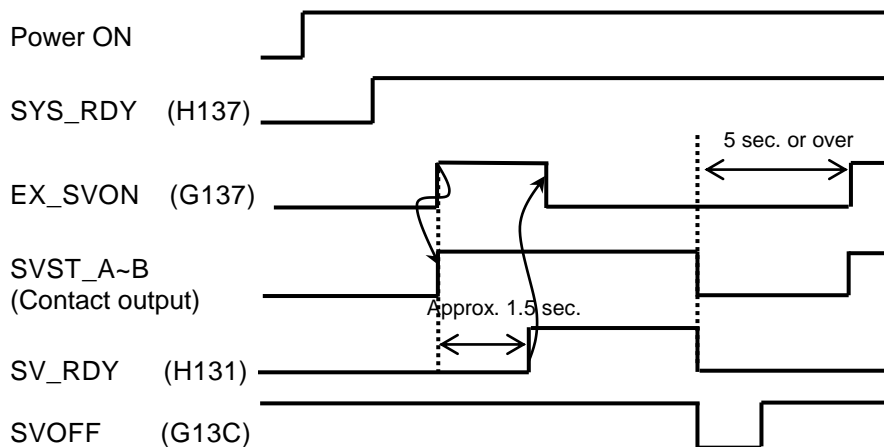 Power ON
SYS_RDY (H137)
5 sec. or over
EX_SVON (G137)
SVST_A~B
(Contact output)
Approx. 1.5 sec.
SV_RDY (H131)
SVOFF (G13C)